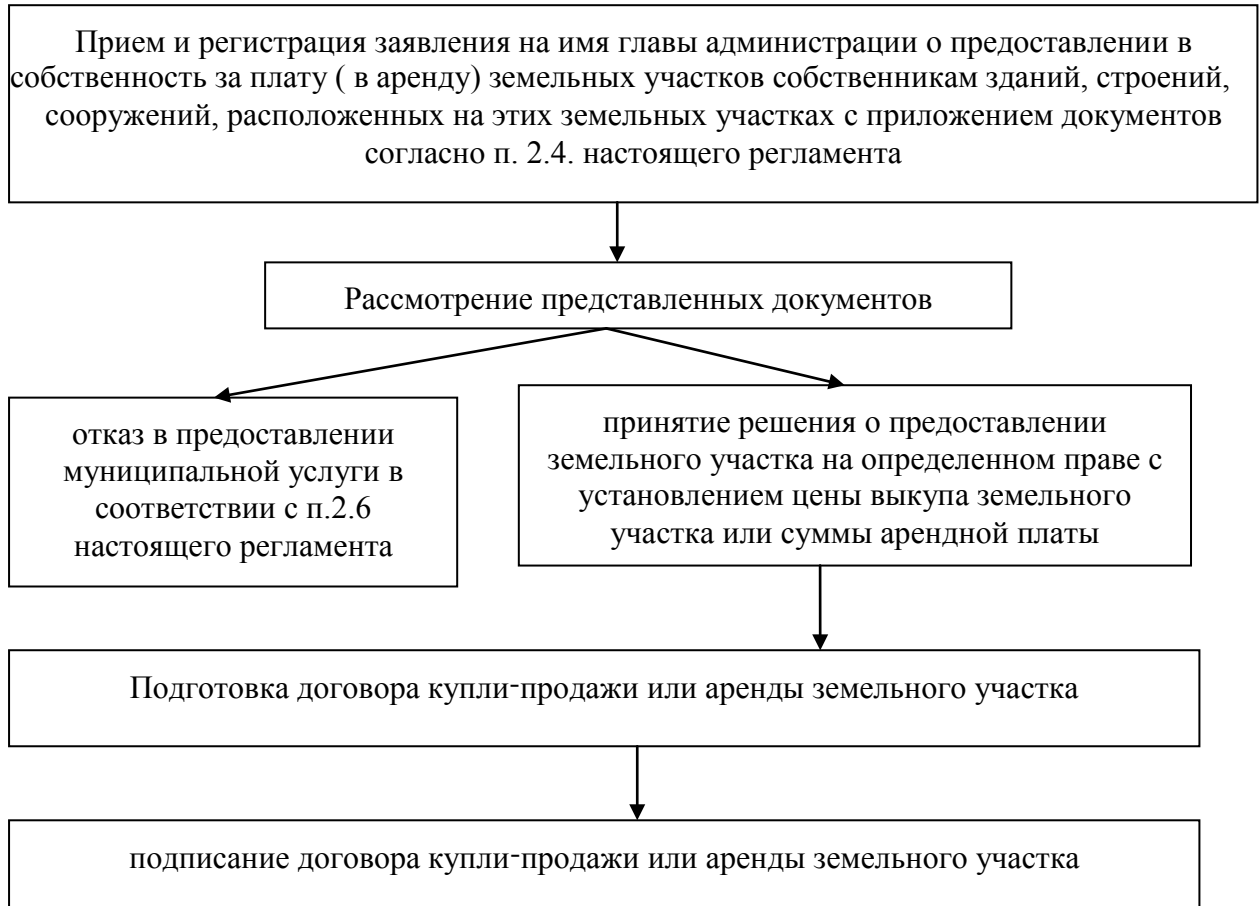 Прием и регистрация заявления на имя главы администрации о предоставлении в
собственность за плату ( в аренду) земельных участков собственникам зданий, строений,
сооружений, расположенных на этих земельных участках с приложением документов
согласно п. 2.4. настоящего регламента
Рассмотрение представленных документов
отказ в предоставлении
муниципальной услуги в
соответствии с п.2.6
настоящего регламента
принятие решения о предоставлении
земельного участка на определенном праве с
установлением цены выкупа земельного
участка или суммы арендной платы
Подготовка договора купли-продажи или аренды земельного участка
подписание договора купли-продажи или аренды земельного участка